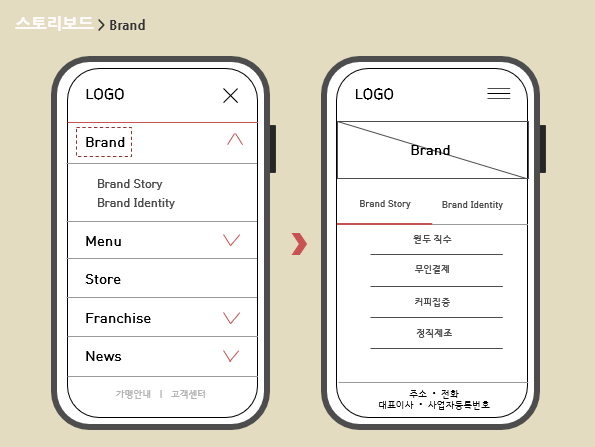 스토리보드 > Brand
LOGO
Brand
Brand Story
Brand Identity
Menu
Store
Franchise
News
가맹안내 | 고객센터
LOGO
Brand
Brand Story Brand Identity
원두 직수
무인결제
커피집중
정직제조
주소 • 전화
대표이사 • 사업자등록번호